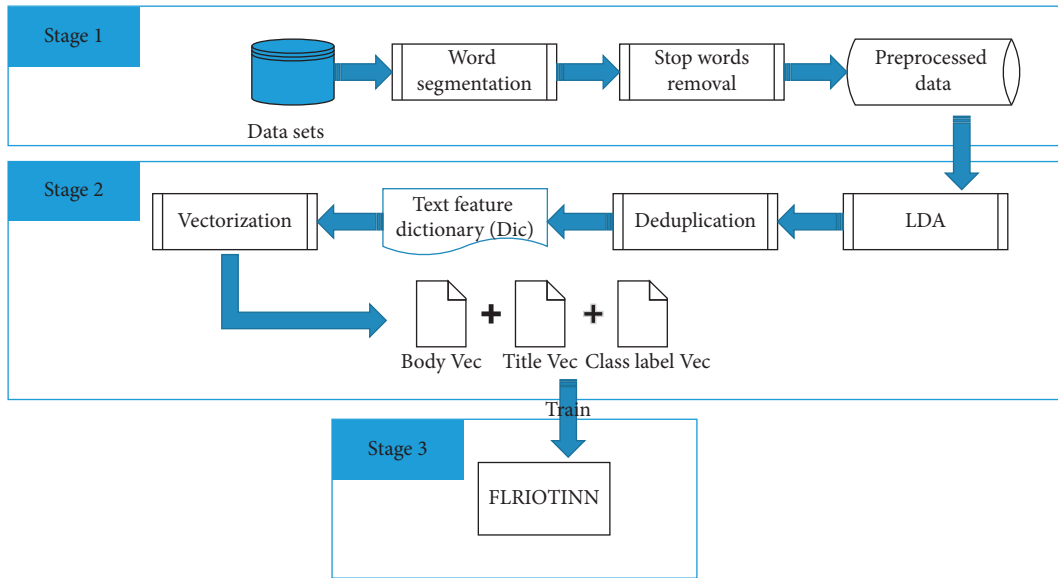 Stage 1
Data sets
Word
segmentation
Stop words
removal
Preprocessed
data
Stage 2
Vectorization
Text feature
dictionary (Dic)
Deduplication
LDA
Body Vec
Title Vec
Class label Vec
Train
Stage 3
FLRIOTINN